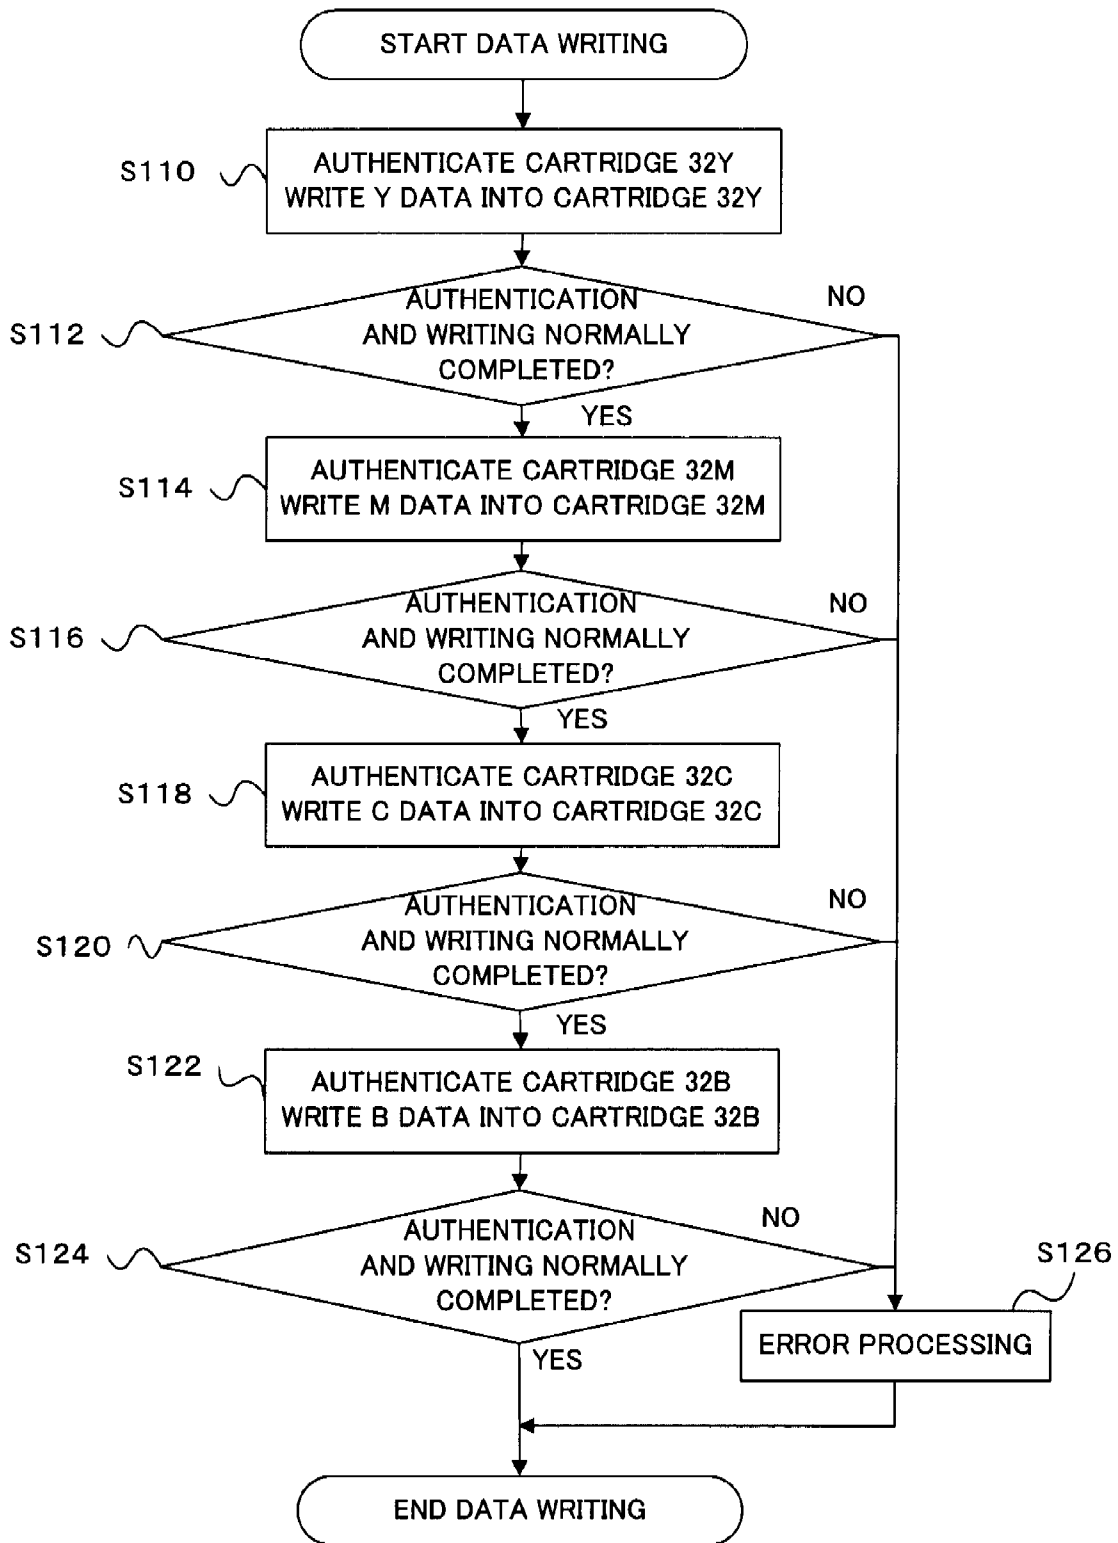 START DATA WRITING
S110
AUTHENTICATE CARTRIDGE 32Y
WRITE Y DATA INTO CARTRIDGE 32Y
S112
AUTHENTICATION
AND WRITING NORMALLY
COMPLETED?
NO
YES
S114
AUTHENTICATE CARTRIDGE 32M
WRITE M DATA INTO CARTRIDGE 32M
S116
AUTHENTICATION
AND WRITING NORMALLY
COMPLETED?
NO
YES
S118
AUTHENTICATE CARTRIDGE 32C
WRITE C DATA INTO CARTRIDGE 32C
S120
AUTHENTICATION
AND WRITING NORMALLY
COMPLETED?
NO
YES
S122
AUTHENTICATE CARTRIDGE 32B
WRITE B DATA INTO CARTRIDGE 32B
S124
AUTHENTICATION
AND WRITING NORMALLY
COMPLETED?
NO
YES
S126
ERROR PROCESSING
END DATA WRITING